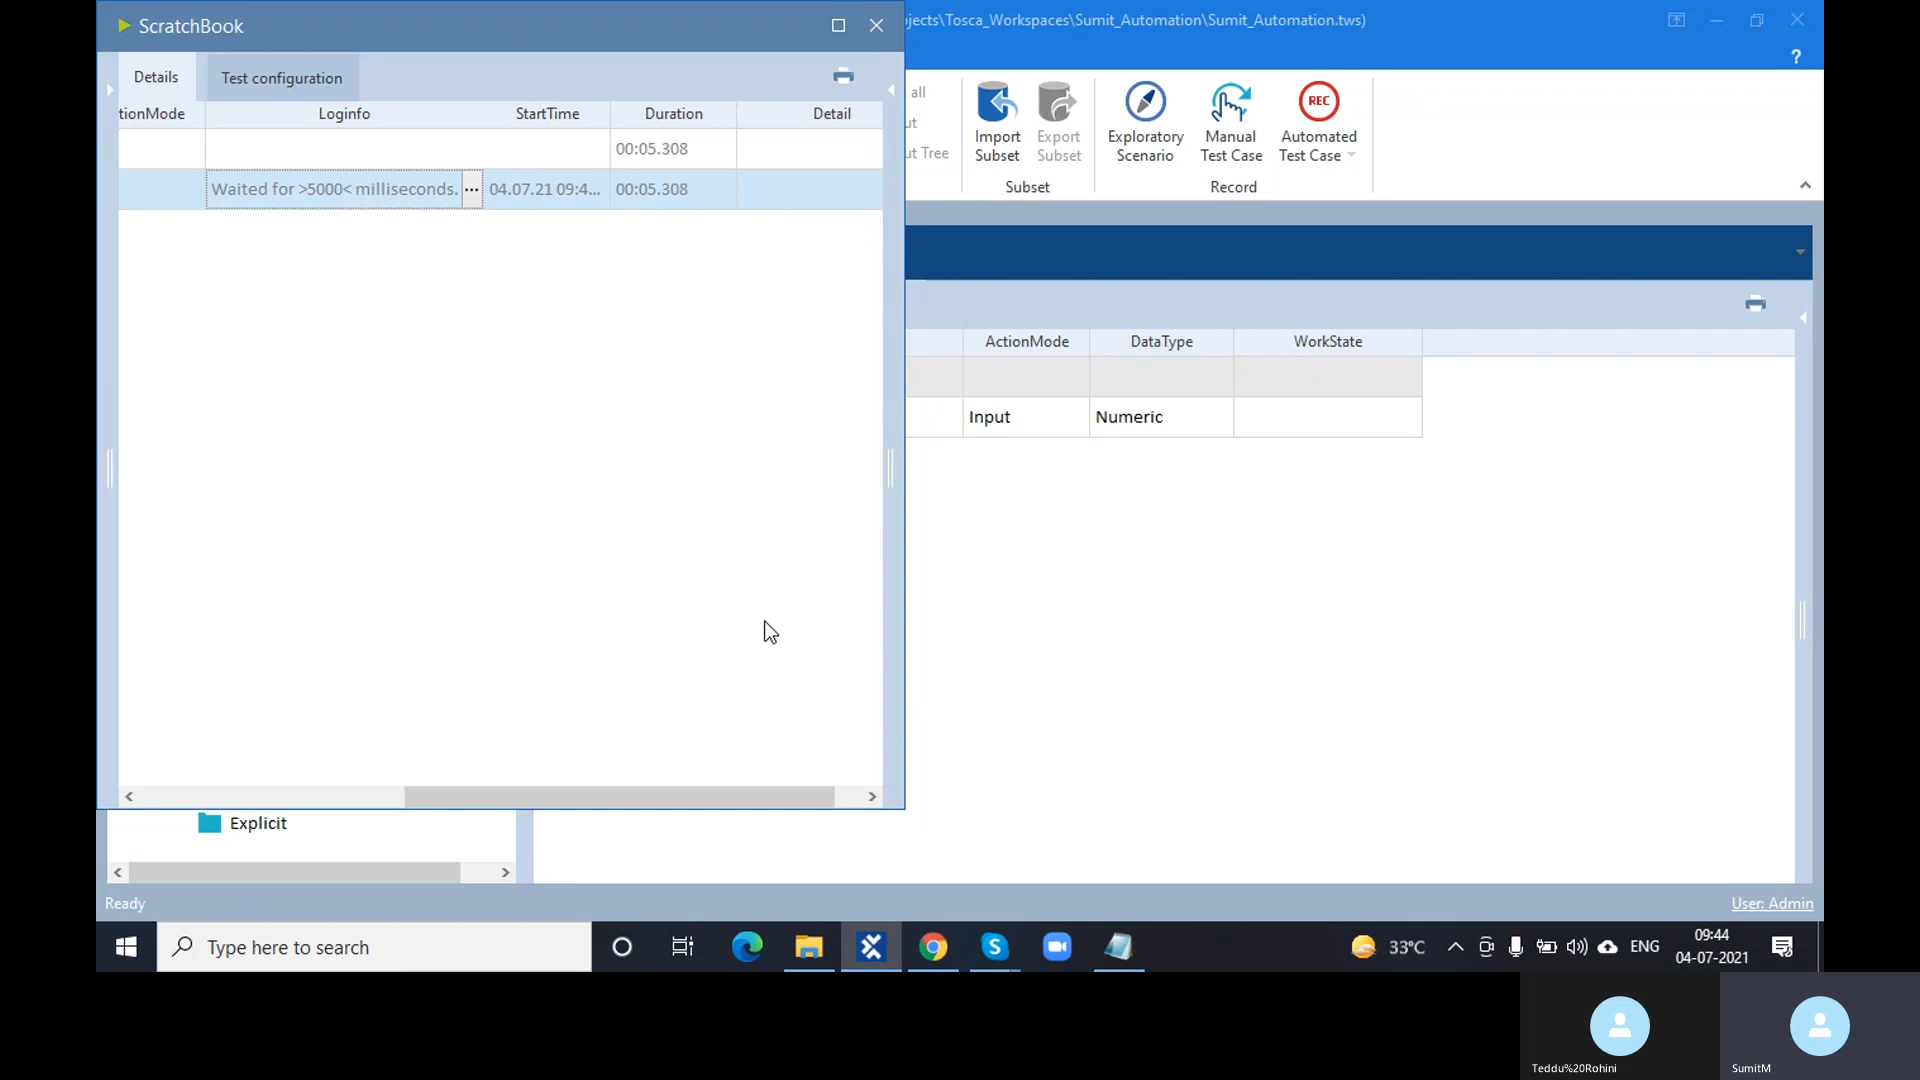 ScratchBook
jects\Tosca_Workspaces\Sumit_Automation\Sumit_Automation.tws)
?
Details
Test configuration
tionMode
Loginfo
StartTime
Duration
Detail
00:05.308
Waited for >5000< milliseconds.
...
04.07.21 09:4...
00:05.308
all
ut
ut Tree
Import
Subset
Export
Subset
Subset
Exploratory
Scenario
Manual
Test Case
REC
Automated
Test Case
Record
ActionMode
DataType
WorkState
Input
Numeric
Explicit
Ready
User: Admin
Type here to search
S
33°C
ENG
09:44
04-07-2021
Teddu%20Rohini
SumitM